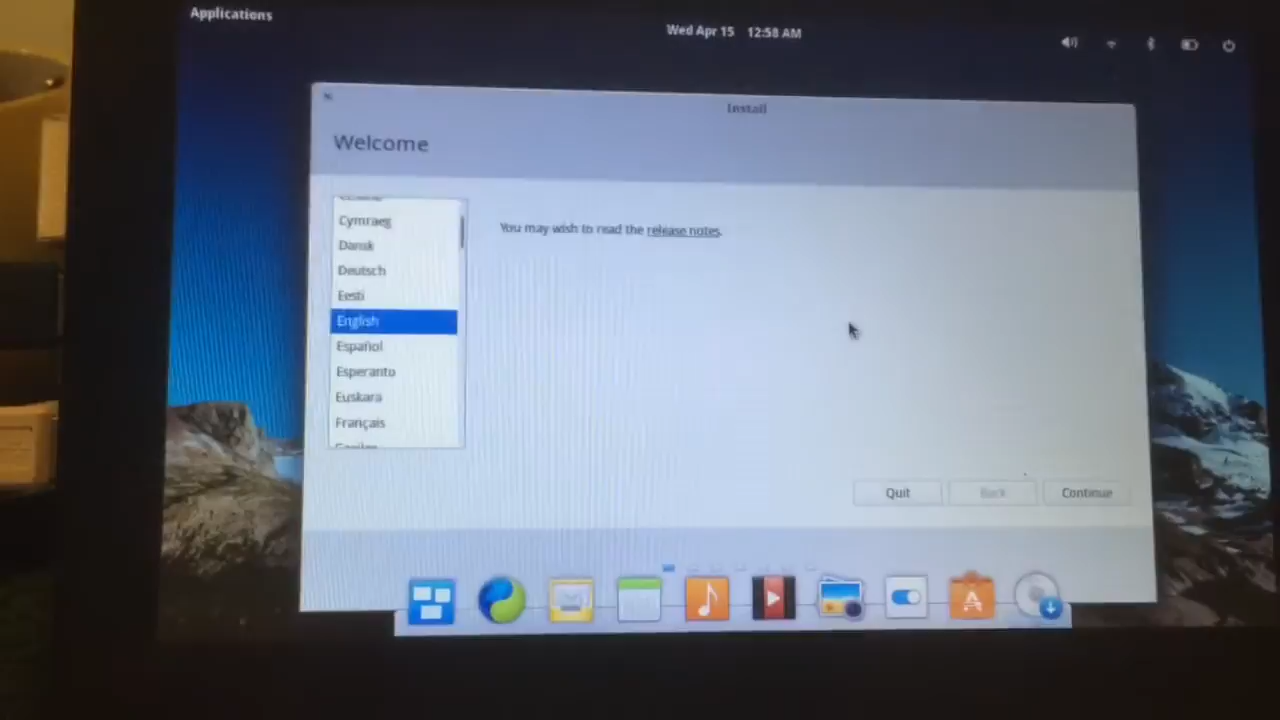 Applications
Wed Apr 15 12:58 AM
Install
Welcome
Cymraeg
Dansk
Deutsch
Eesti
English
Español
Esperanto
Euskara
Français
You may wish to read the release notes.
Quit
Back
Continue